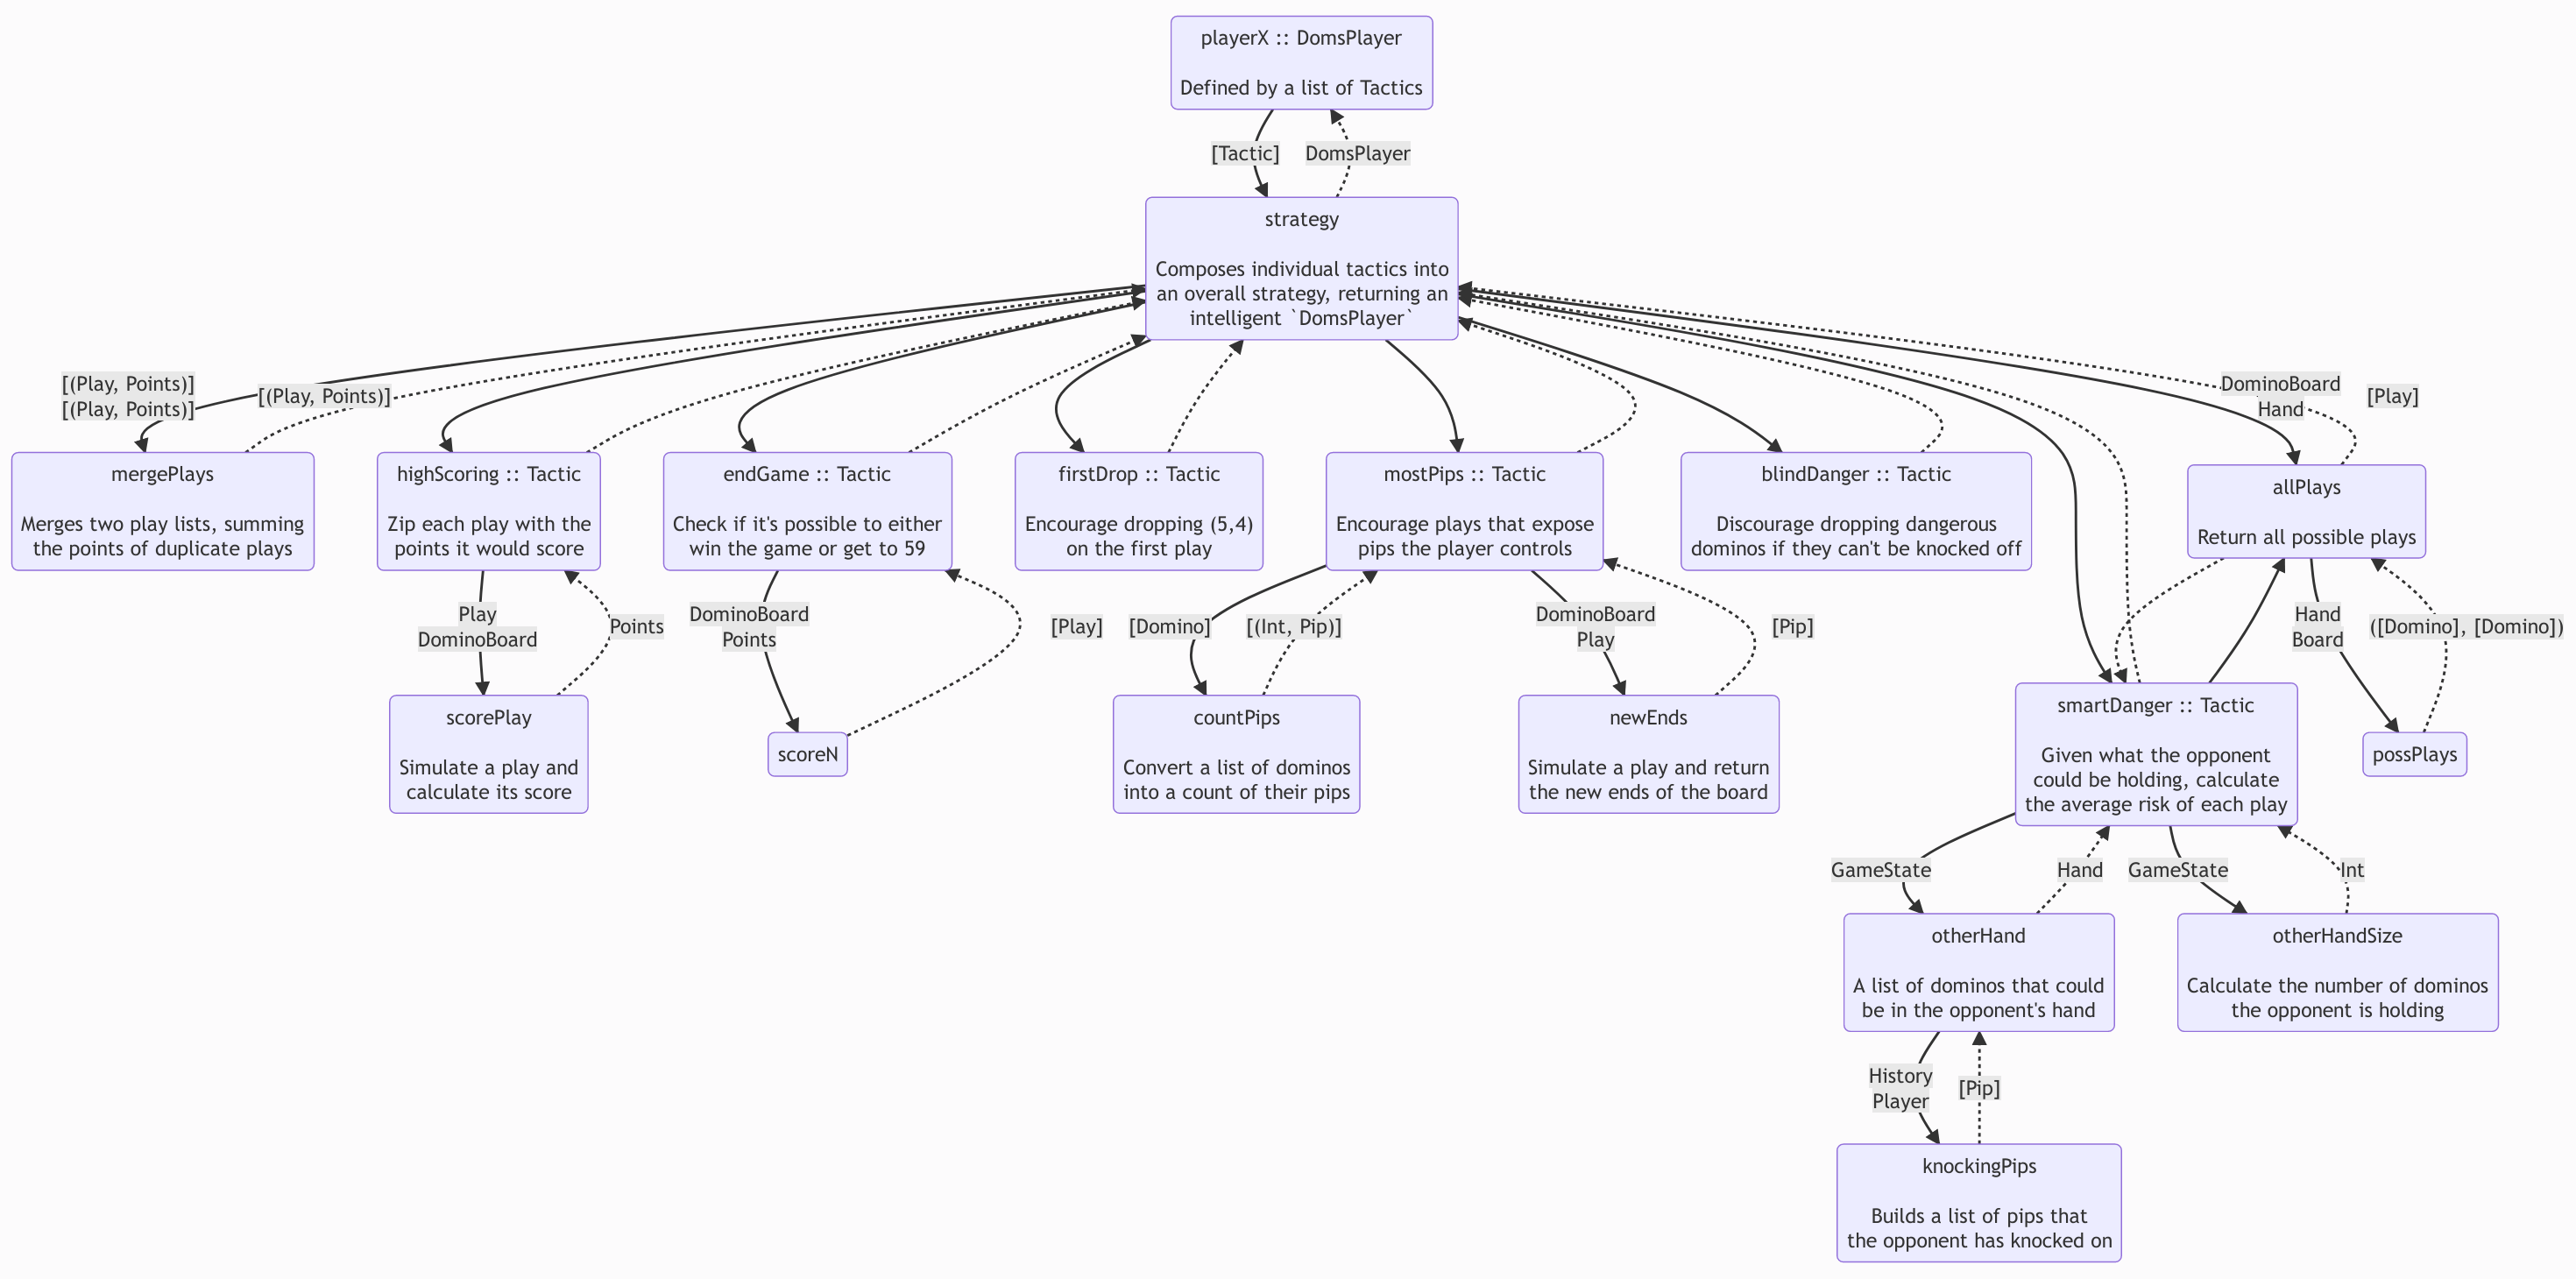 playerX :: DomsPlayer
Defined by a list of Tactics
[Tactic]
DomsPlayer
strategy
Composes individual tactics into
an overall strategy, returning an
intelligent `DomsPlayer`
[(Play, Points)]
[(Play, Points)]
[(Play, Points)]
DominoBoard
Hand
[Play]
mergePlays
Merges two play lists, summing
the points of duplicate plays
highScoring :: Tactic
Zip each play with the
points it would score
endGame :: Tactic
Check if it's possible to either
win the game or get to 59
firstDrop :: Tactic
Encourage dropping (5,4)
on the first play
mostPips :: Tactic
Encourage plays that expose
pips the player controls
blindDanger :: Tactic
Discourage dropping dangerous
dominos if they can't be knocked off
allPlays
Return all possible plays
Play
DominoBoard
Points
DominoBoard
Points
[Play]
[Domino]
[(Int, Pip)]
DominoBoard
Play
[Pip]
Hand
Board
([Domino], [Domino])
scorePlay
Simulate a play and
calculate its score
scoreN
countPips
Convert a list of dominos
into a count of their pips
newEnds
Simulate a play and return
the new ends of the board
smartDanger :: Tactic
Given what the opponent
could be holding, calculate
the average risk of each play
possPlays
GameState
Hand
GameState
Int
otherHand
A list of dominos that could
be in the opponent's hand
otherHandSize
Calculate the number of dominos
the opponent is holding
History
Player
[Pip]
knockingPips
Builds a list of pips that
the opponent has knocked on